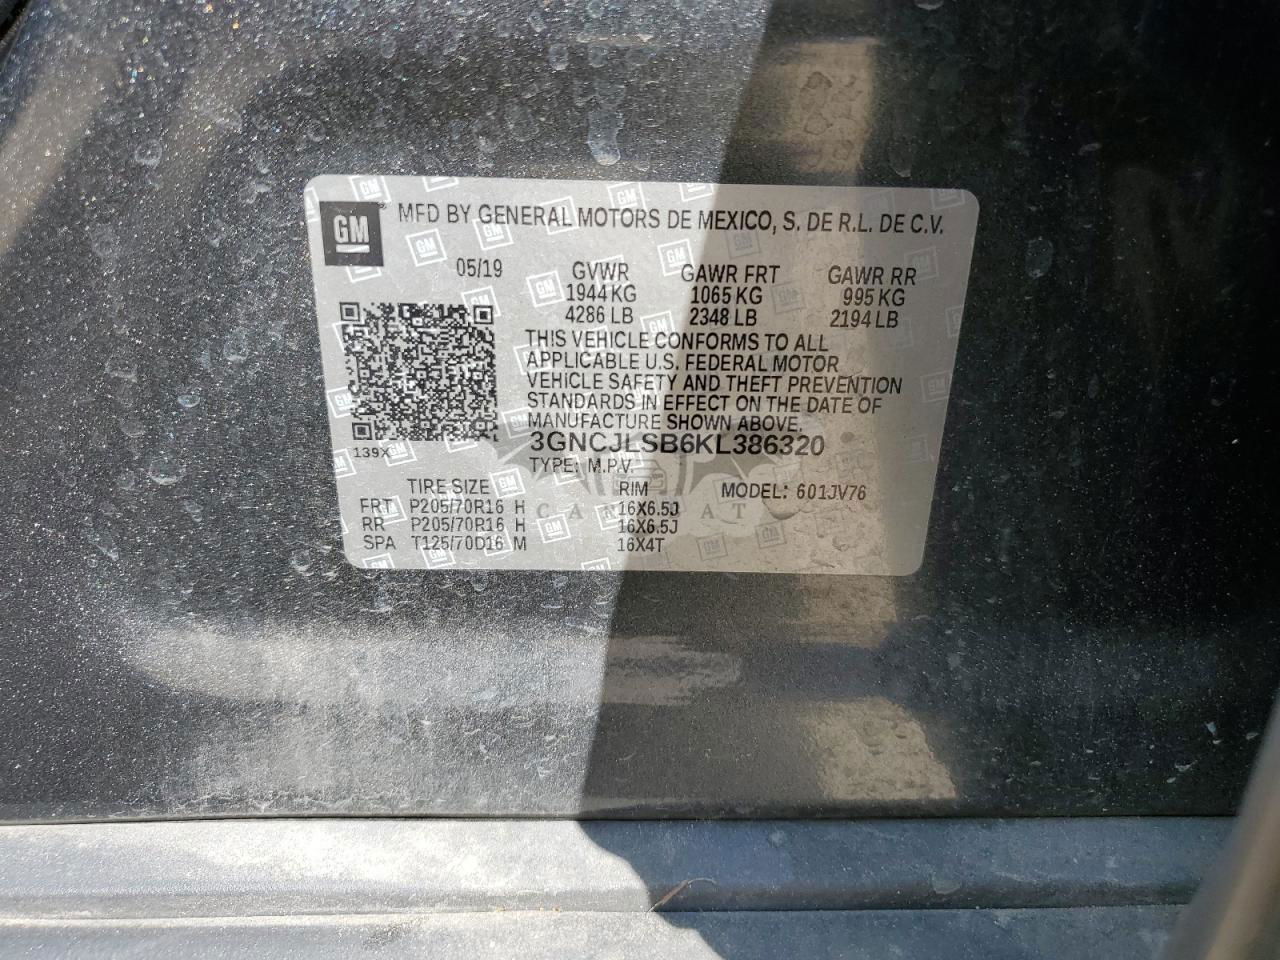 GM MFD BY GENERAL MOTORS DE MEXICO, S. DE R.L. DE C.V.
05/19 GVWR GAWR FRT GAWR RR
1944 KG 1065 KG 995 KG
4286 LB 2348 LB 2194 LB
THIS VEHICLE CONFORMS TO ALL
APPLICABLE U.S. FEDERAL MOTOR
VEHICLE SAFETY AND THEFT PREVENTION
STANDARDS IN EFFECT ON THE DATE OF
MANUFACTURE SHOWN ABOVE.
3GNCJLSB6KL386320
139X
TYPE: M.P.V.
TIRE SIZE RIM MODEL: 601JV76
FRT P205/70R16 H 16X6.5J
RR P205/70R16 H 16X6.5J
SPA T125/70D16 M 16X4T